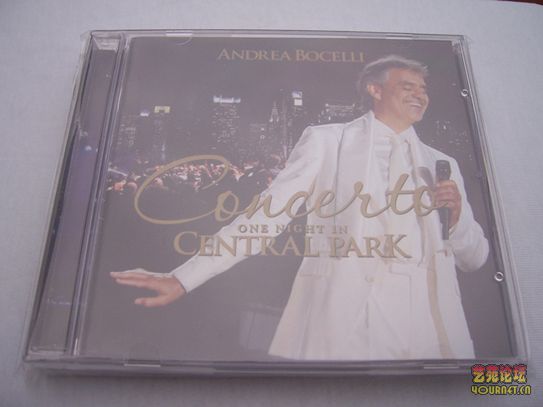 ANDREA BOCELLI
Concerto
ONE NIGHT IN
CENTRAL PARK
艺苑论坛
YOURNET.CN